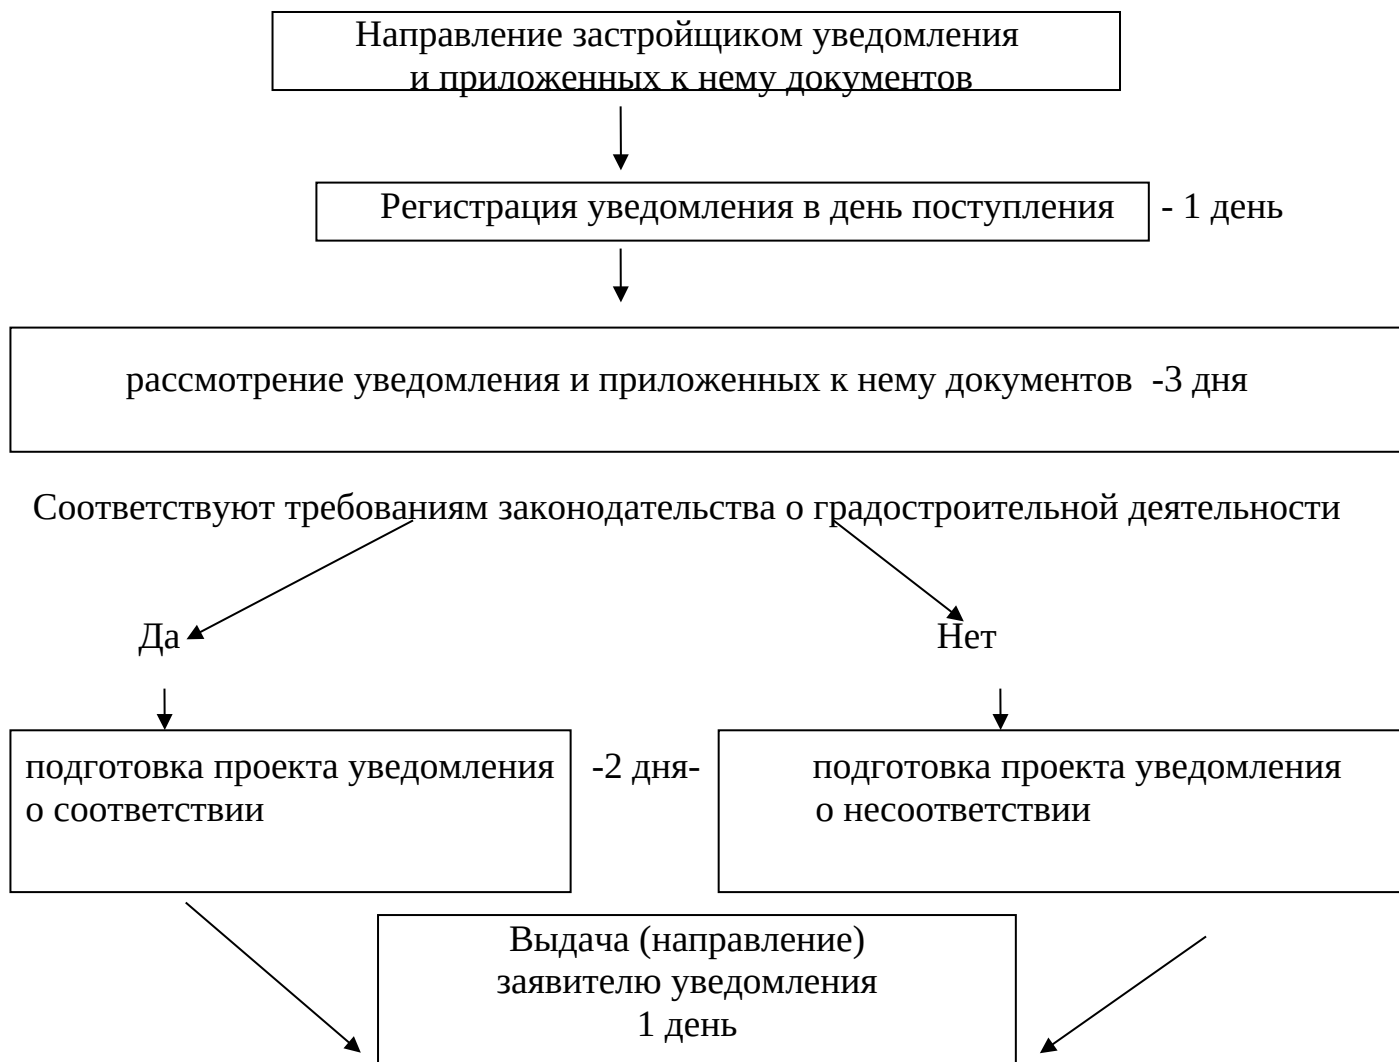 Направление застройщиком уведомления
и приложенных к нему документов
Регистрация уведомления в день поступления - 1 день
рассмотрение уведомления и приложенных к нему документов -3 дня
Соответствуют требованиям законодательства о градостроительной деятельности
Да Нет
подготовка проекта уведомления
о соответствии
-2 дня-
подготовка проекта уведомления
о несоответствии
Выдача (направление)
заявителю уведомления
1 день